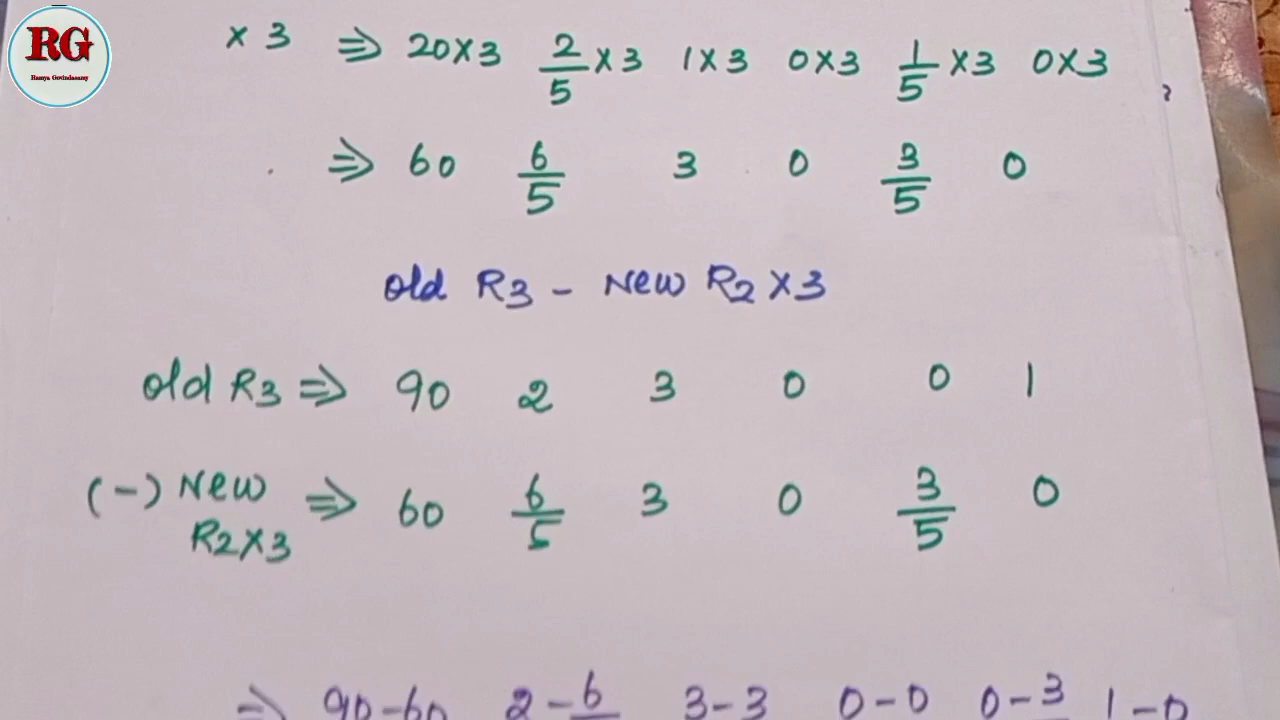 RG
Ramya Govindasamy
× 3 ⇒ 20×3 2/5 ×3 1×3 0×3 1/5 ×3 0×3
⇒ 60 6/5 3 0 3/5 0
old R3 - New R2 ×3
old R3 ⇒ 90 2 3 0 0 1
(-) New R2×3 ⇒ 60 6/5 3 0 3/5 0
⇒ 90-60 2-6 3-3 0-0 0-3 1-0